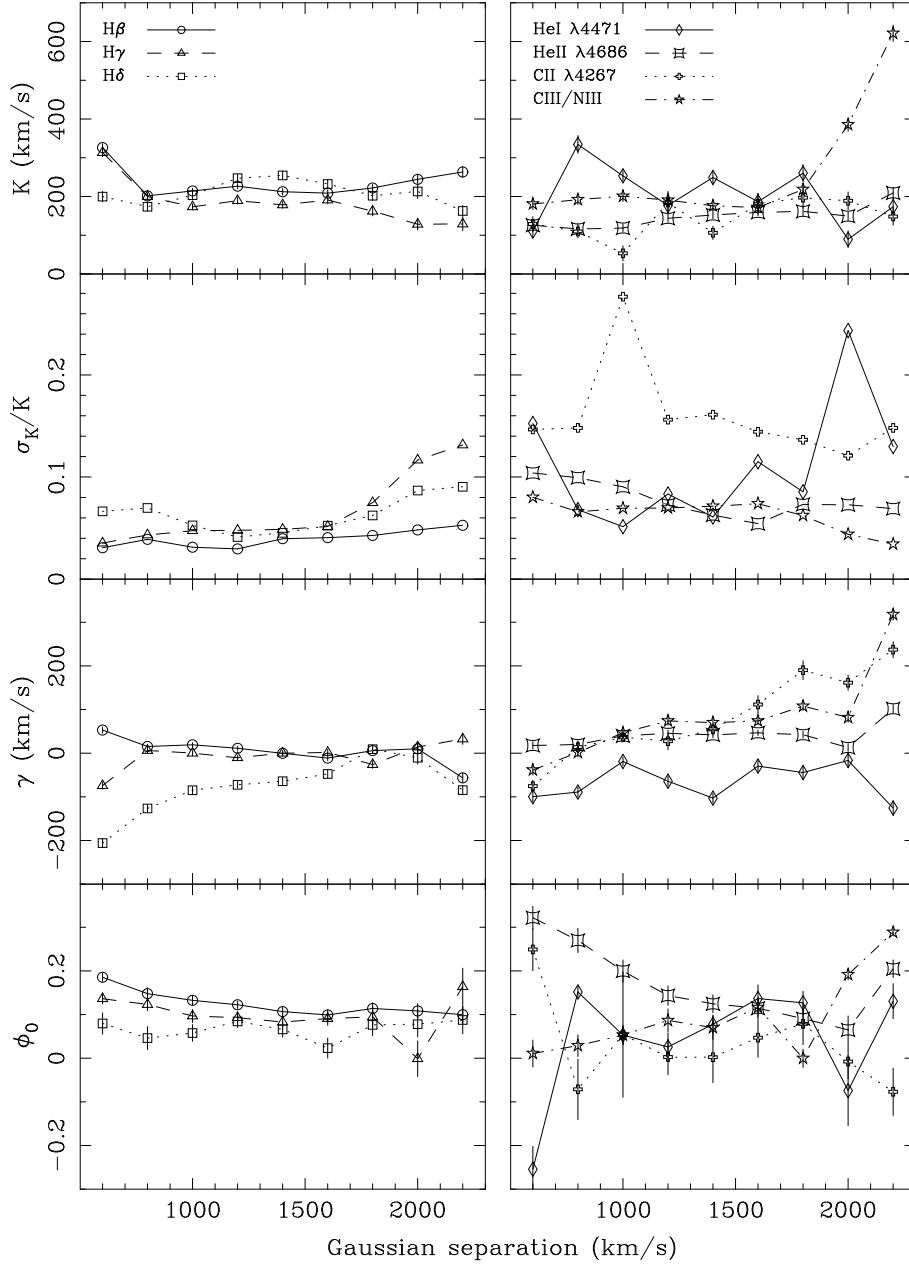 Hβ
Hγ
Hδ
HeI λ4471
HeII λ4686
CII λ4267
CIII/NIII
K (km/s)
600
400
200
0
σ_K/K
0.2
0.1
0
γ (km/s)
200
0
−200
ϕ_0
0.2
0
−0.2
1000 1500 2000
1000 1500 2000
Gaussian separation (km/s)